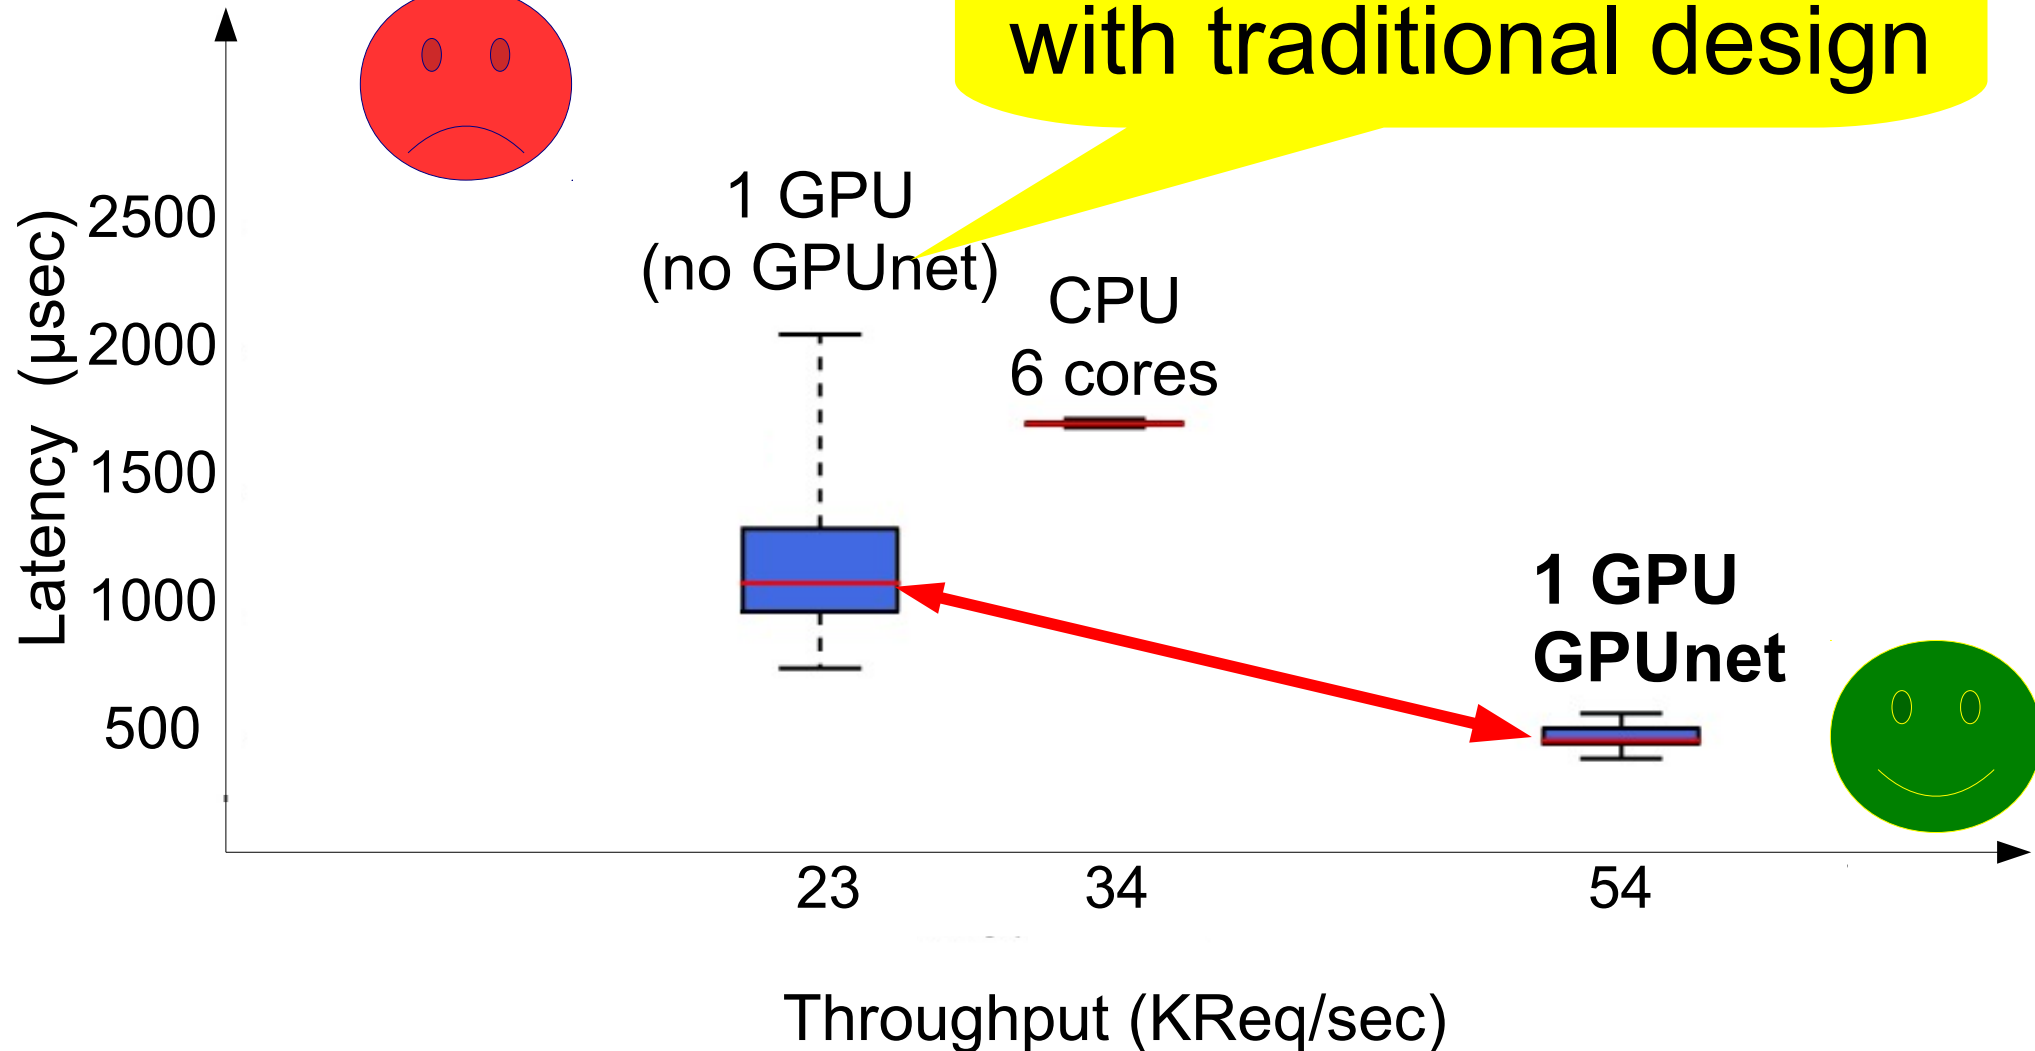 with traditional design
1 GPU
(no GPUnet)
CPU
6 cores
1 GPU
GPUnet
Latency (μsec)
2500
2000
1500
1000
500
23
34
54
Throughput (KReq/sec)